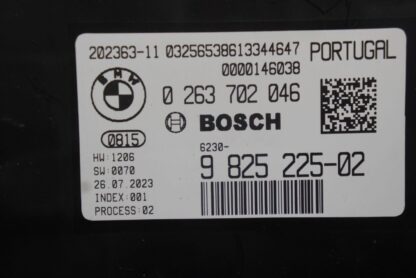 202363-11 03256538613344647 PORTUGAL
0000146038
BMW
0 263 702 046
BOSCH
0815
6230-
HW:1206
SW:0070
26.07.2023
INDEX:001
PROCESS:02
9 825 225-02